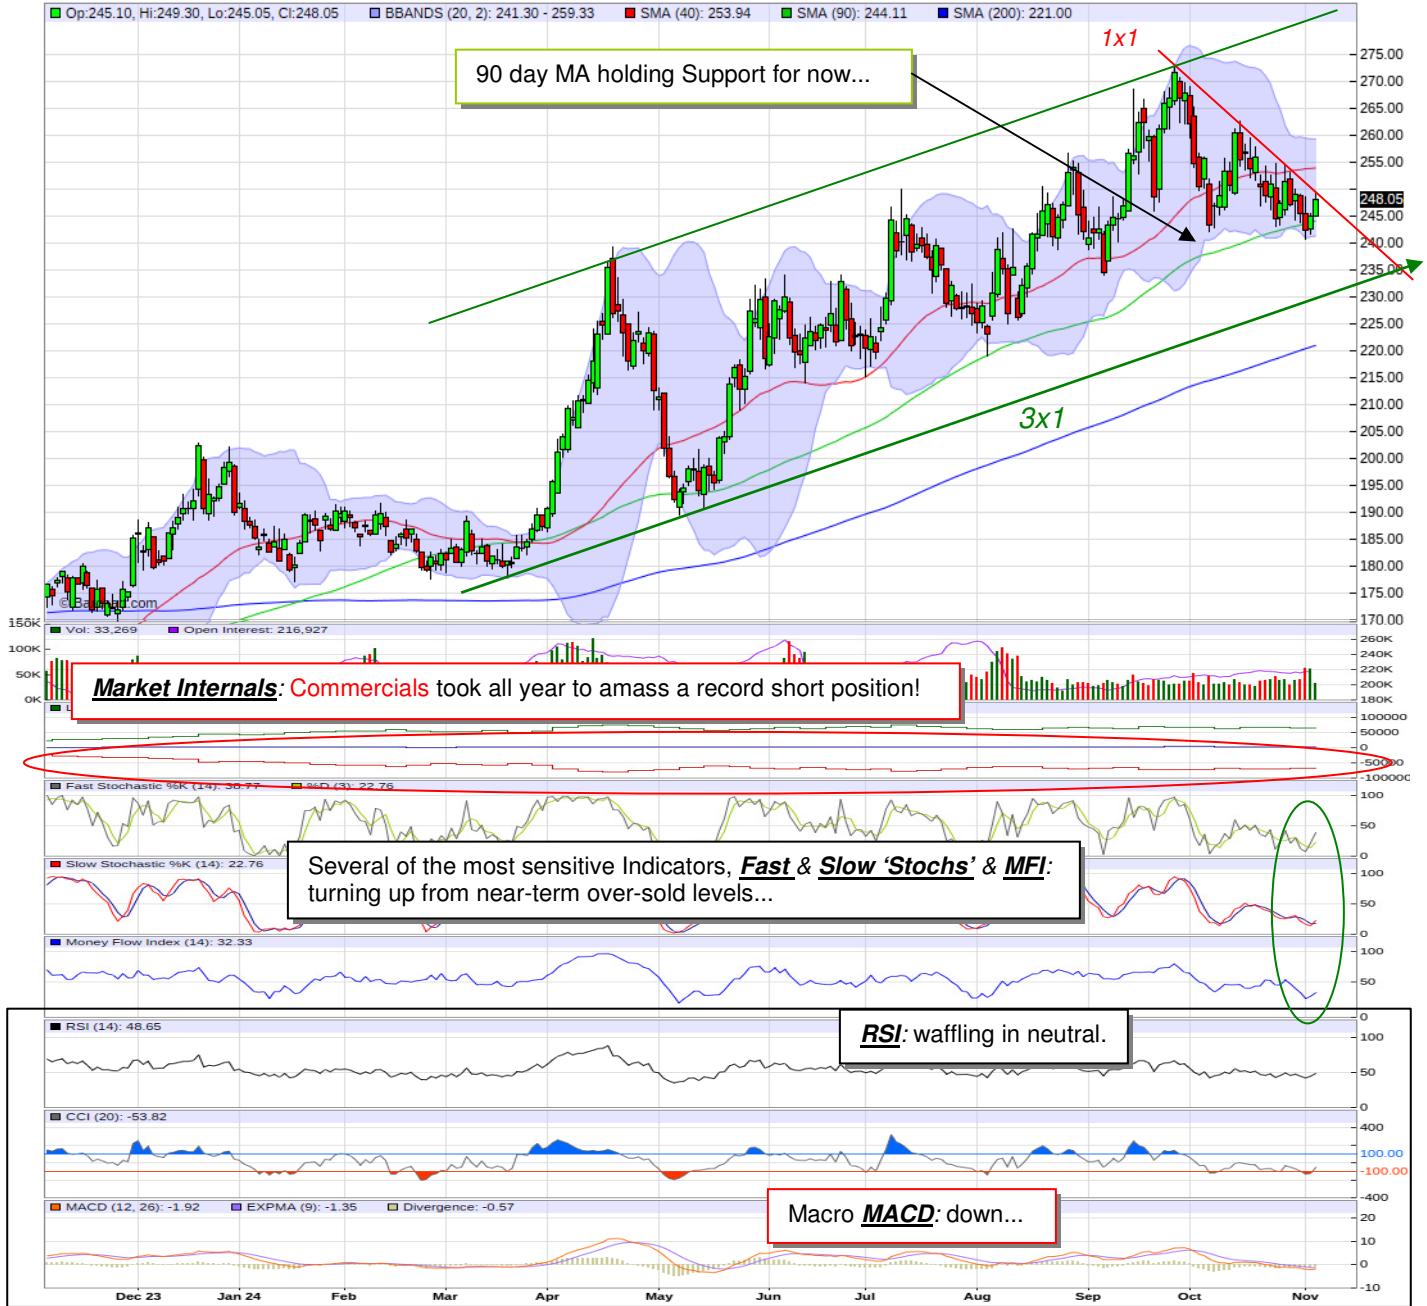 Op:245.10, Hi:249.30, Lo:245.05, Cl:248.05 BBANDS (20, 2): 241.30 - 259.33 SMA (40): 253.94 SMA (90): 244.11 SMA (200): 221.00
1x1
90 day MA holding Support for now...
275.00
270.00
265.00
260.00
255.00
248.05
245.00
240.00
235.00
230.00
225.00
220.00
215.00
210.00
205.00
200.00
195.00
190.00
185.00
180.00
175.00
170.00
3x1
150K
Vol: 33,269 Open Interest: 216,927
100K
50K
0K
260K
240K
220K
200K
180K
Market Internals: Commercials took all year to amass a record short position!
100000
50000
0
-50000
-100000
Fast Stochastic %K (14): %D (3): 22.76
100
50
0
Several of the most sensitive Indicators, Fast & Slow 'Stochs' & MFI:
turning up from near-term over-sold levels...
Slow Stochastic %K (14): 22.76
50
0
Money Flow Index (14): 32.33
100
50
0
RSI (14): 48.65
RSI: waffling in neutral.
100
50
0
CCI (20): -53.82
400
100.00
-100.00
-400
MACD (12, 26): -1.92 EXPMA (9): -1.35 Divergence: -0.57
Macro MACD: down...
20
10
0
-10
Dec 23 Jan 24 Feb Mar Apr May Jun Jul Aug Sep Oct Nov